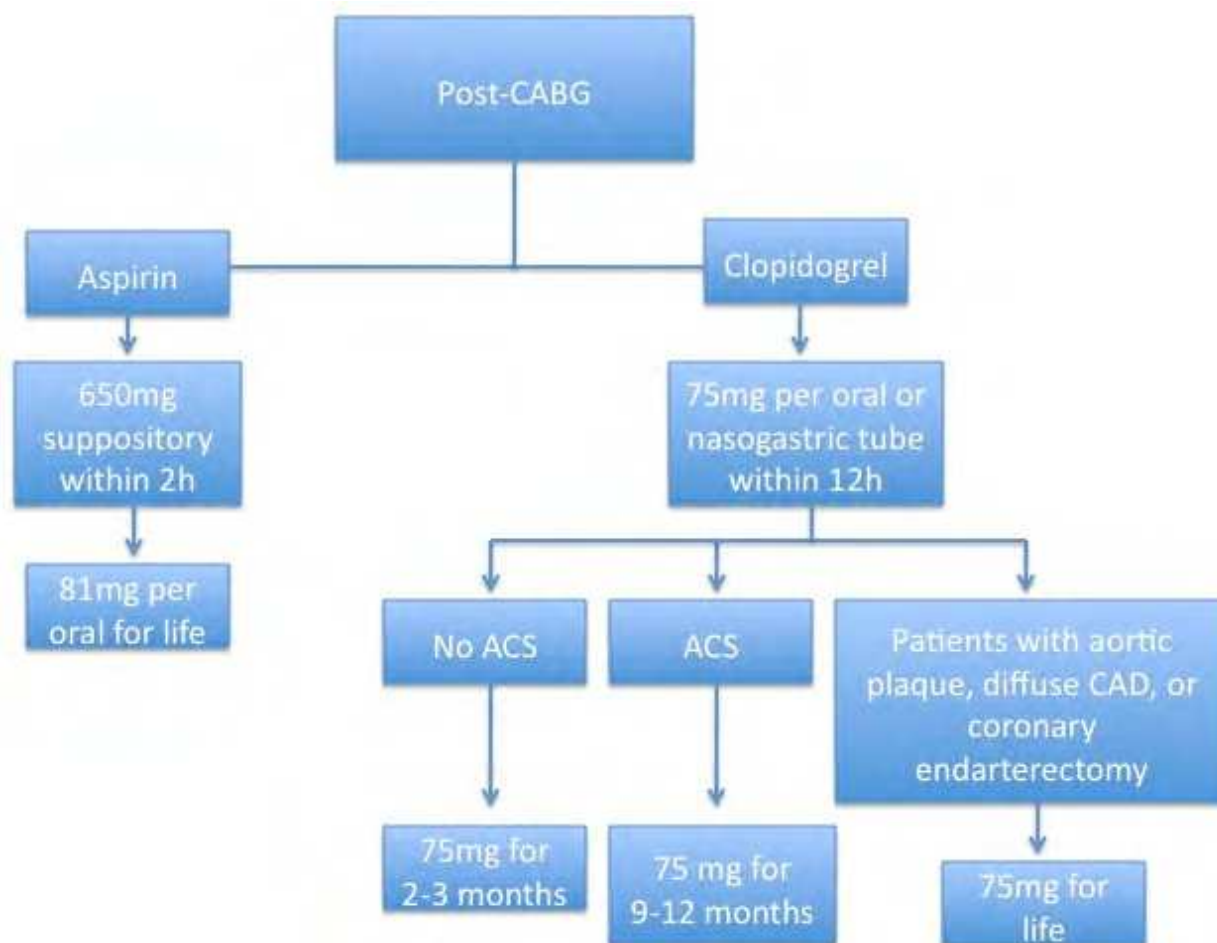 Post-CABG
Aspirin
Clopidogrel
650mg
suppository
within 2h
75mg per oral or
nasogastric tube
within 12h
81mg per
oral for life
No ACS
ACS
Patients with aortic
plaque, diffuse CAD, or
coronary
endarterectomy
75mg for
2-3 months
75 mg for
9-12 months
75mg for
life